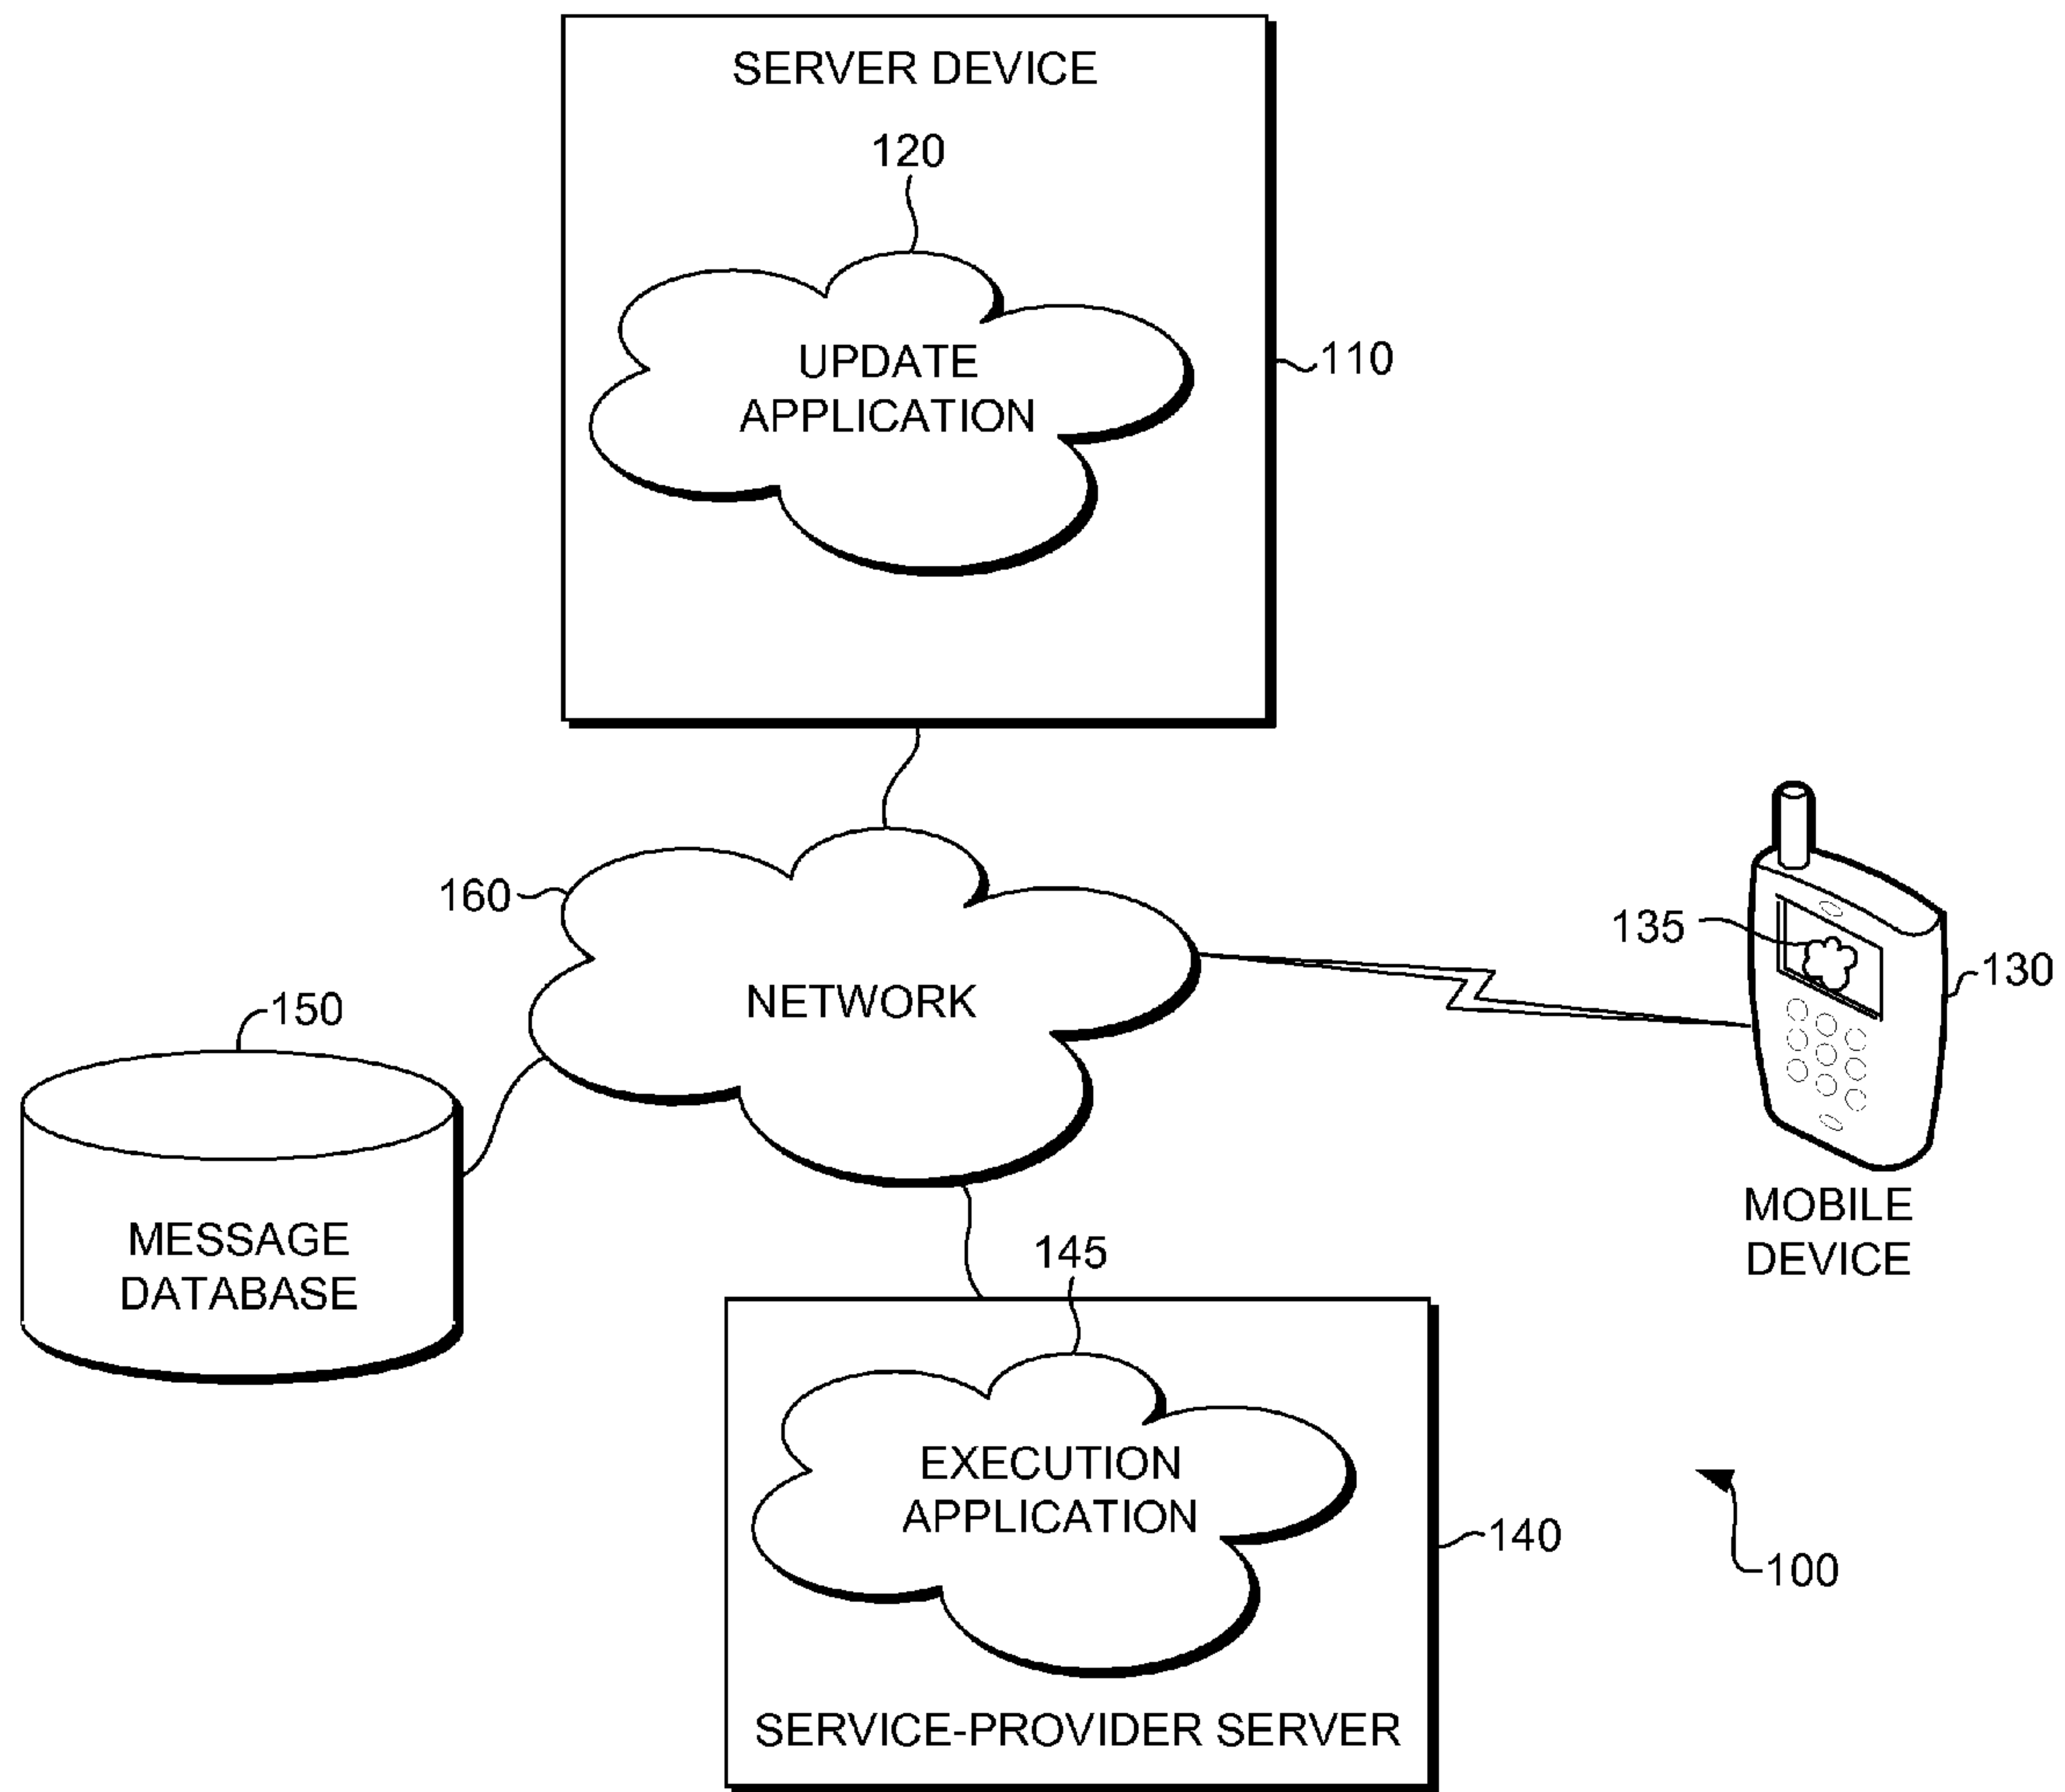 SERVER DEVICE
120
UPDATE
APPLICATION
110
160
NETWORK
135
130
150
MESSAGE
DATABASE
MOBILE
DEVICE
145
EXECUTION
APPLICATION
140
100
SERVICE-PROVIDER SERVER